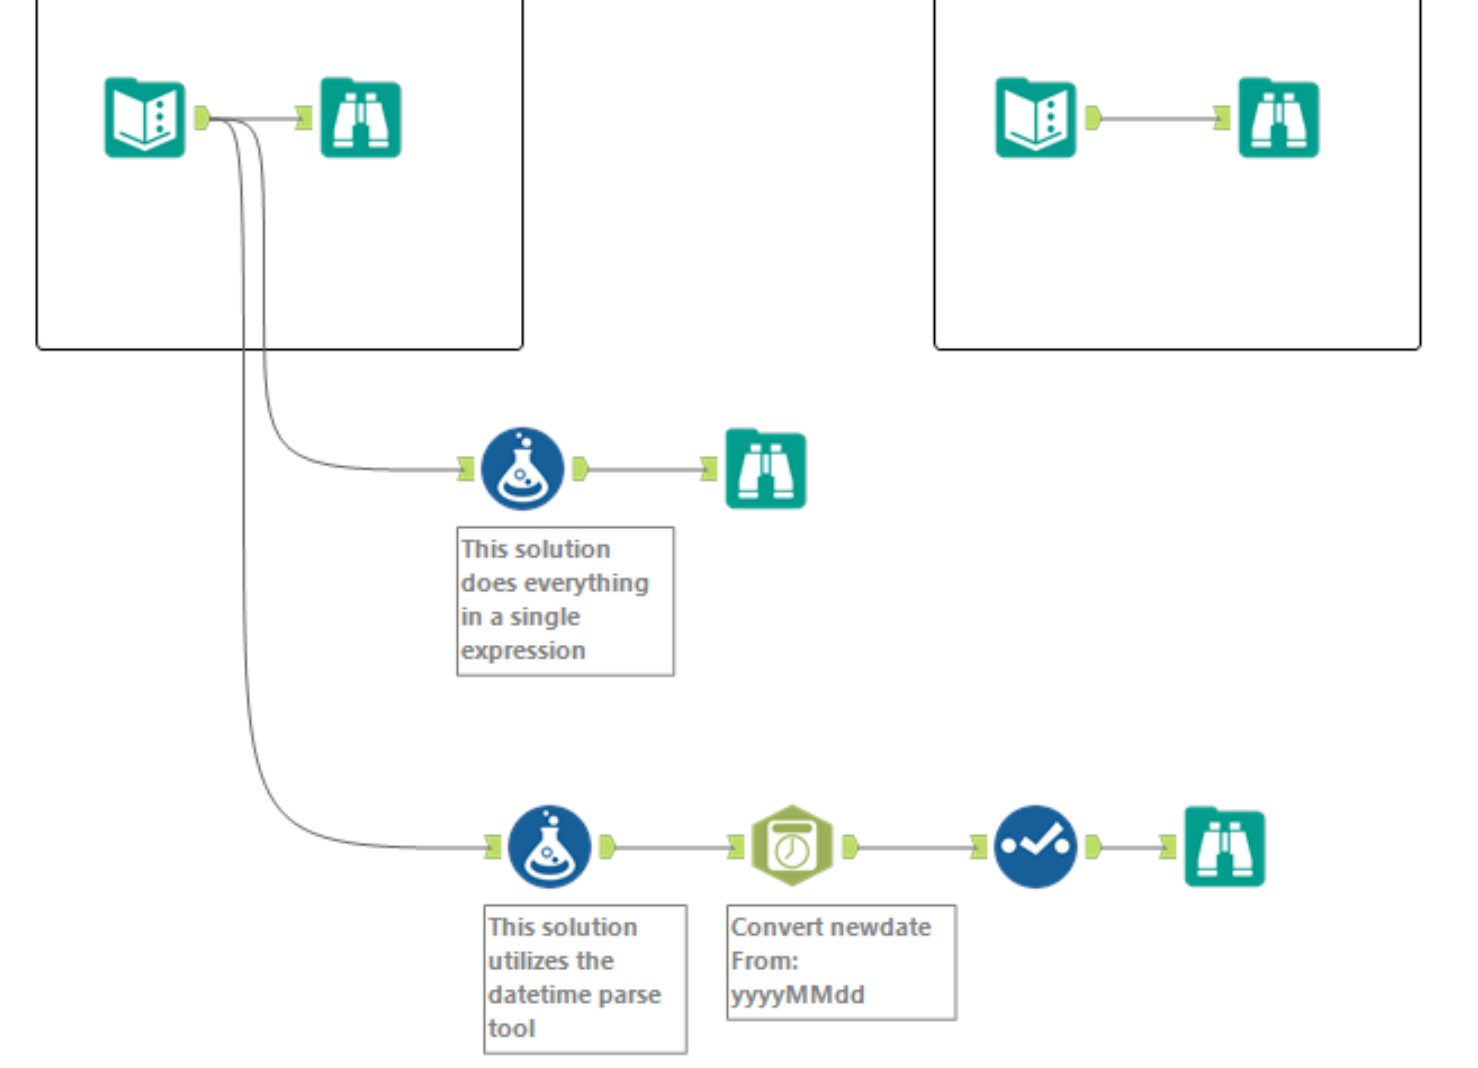 This solution
does everything
in a single
expression
This solution
utilizes the
datetime parse
tool
Convert newdate
From:
yyyyMMdd